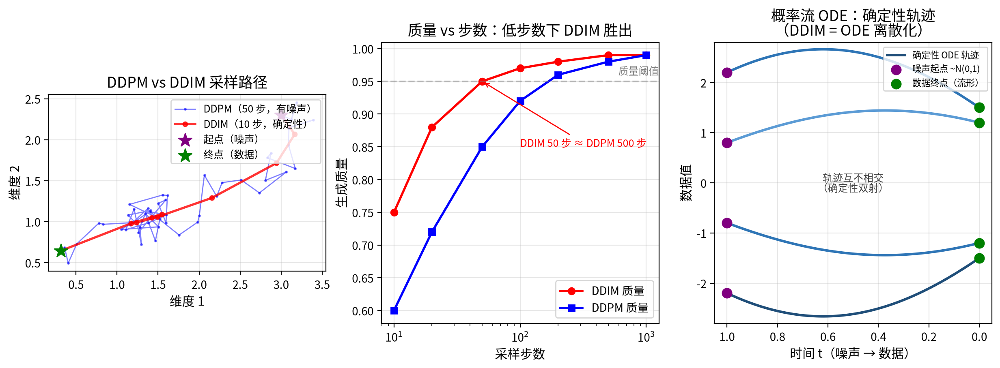 DDPM vs DDIM 采样路径
2.5
2.0
1.5
1.0
0.5
维度 2
DDPM（50 步，有噪声）
DDIM（10 步，确定性）
起点（噪声）
终点（数据）
0.5 1.0 1.5 2.0 2.5 3.0 3.5
维度 1
质量 vs 步数：低步数下 DDIM 胜出
1.00
0.95
0.90
0.85
0.80
0.75
0.70
0.65
0.60
生成质量
质量阈值
DDIM 50 步 ≈ DDPM 500 步
DDIM 质量
DDPM 质量
10¹ 10² 10³
采样步数
概率流 ODE：确定性轨迹
（DDIM = ODE 离散化）
2
1
0
-1
-2
数据值
确定性 ODE 轨迹
噪声起点 ~N(0,1)
数据终点（流形）
轨迹互不相交
（确定性双射）
1.0 0.8 0.6 0.4 0.2 0.0
时间 t（噪声 → 数据）